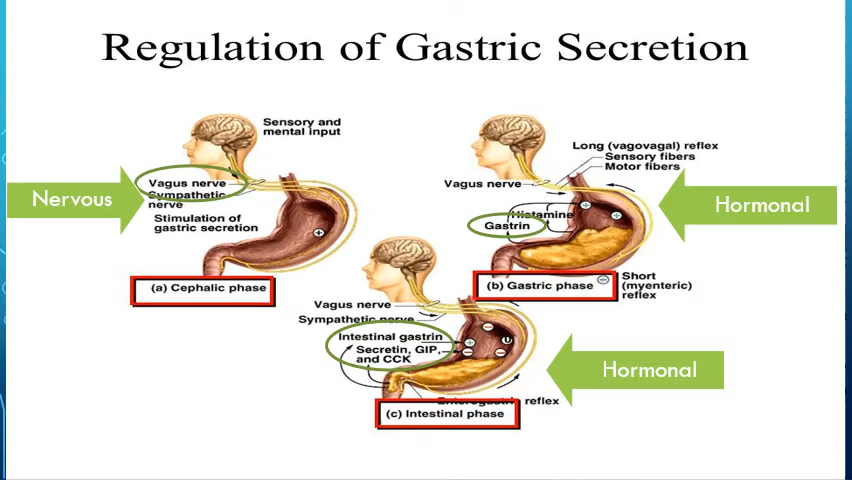 Regulation of Gastric Secretion
Sensory and
mental input
Vagus nerve
Sympathetic
nerve
Stimulation of
gastric secretion
+
(a) Cephalic phase
Nervous
Long (vagovagal) reflex
Sensory fibers
Motor fibers
Vagus nerve
+
+
Histamine
Gastrin
(b) Gastric phase
+
Short
(myenteric)
reflex
Hormonal
Vagus nerve
Sympathetic nerve
Intestinal gastrin
Secretin, GIP,
and CCK
+
−
−
−
Enterogastric reflex
(c) Intestinal phase
Hormonal